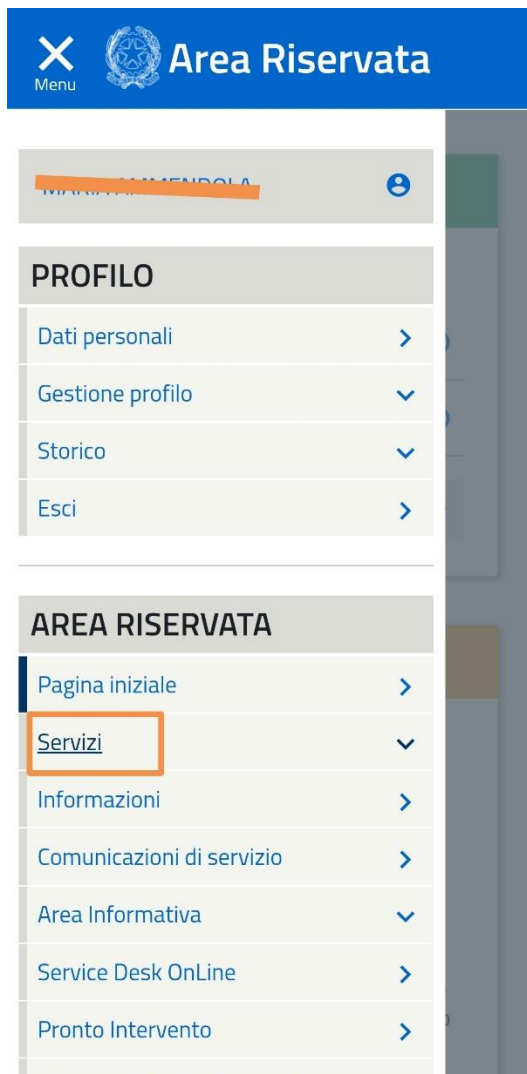 Area Riservata
Menu
PROFILO
Dati personali
Gestione profilo
Storico
Esci
AREA RISERVATA
Pagina iniziale
Servizi
Informazioni
Comunicazioni di servizio
Area Informativa
Service Desk OnLine
Pronto Intervento